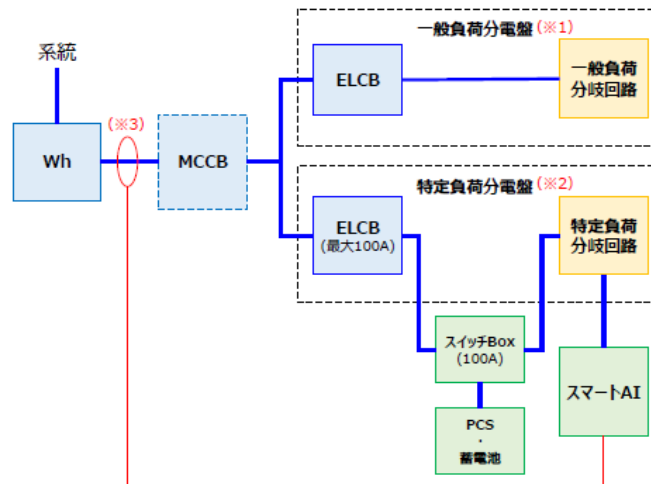 一般負荷分電盤(※1)
系統
ELCB
一般負荷
分岐回路
(※3)
Wh
MCCB
特定負荷分電盤(※2)
ELCB
(最大100A)
特定負荷
分岐回路
スイッチBox
(100A)
スマートAI
PCS
・
蓄電池